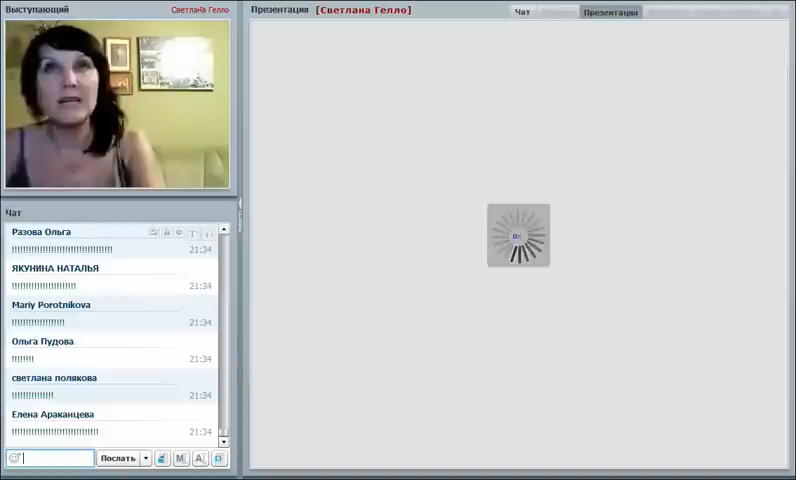 Выступающий
Светлана Гелло
Презентация [Светлана Гелло]
Чат
Презентация
Чат
Разова Ольга
!!!!!!!!!!!!!!!!!!!!!!!!!!!!!!!!!!! 21:34
ЯКУНИНА НАТАЛЬЯ
!!!!!!!!!!!!!!!!!!!!!!! 21:34
Mariy Porotnikova
!!!!!!!!!!!!!!!!!!! 21:34
Ольга Пудова
!!!!!!!! 21:34
светлана полякова
!!!!!!!!!!!!!!! 21:34
Елена Араканцева
!!!!!!!!!!!!!!!!!!!!!!!!!!!!!! 21:34
Послать